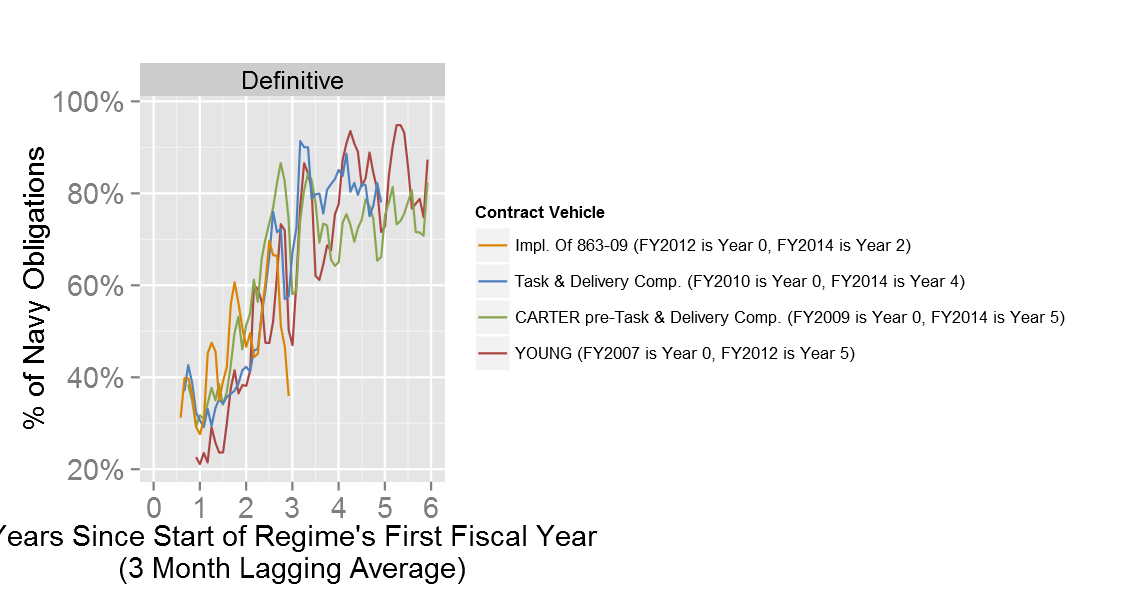 Definitive
100%
80%
60%
40%
20%
% of Navy Obligations
0 1 2 3 4 5 6
Years Since Start of Regime's First Fiscal Year
(3 Month Lagging Average)
Contract Vehicle
Impl. Of 863-09 (FY2012 is Year 0, FY2014 is Year 2)
Task & Delivery Comp. (FY2010 is Year 0, FY2014 is Year 4)
CARTER pre-Task & Delivery Comp. (FY2009 is Year 0, FY2014 is Year 5)
YOUNG (FY2007 is Year 0, FY2012 is Year 5)